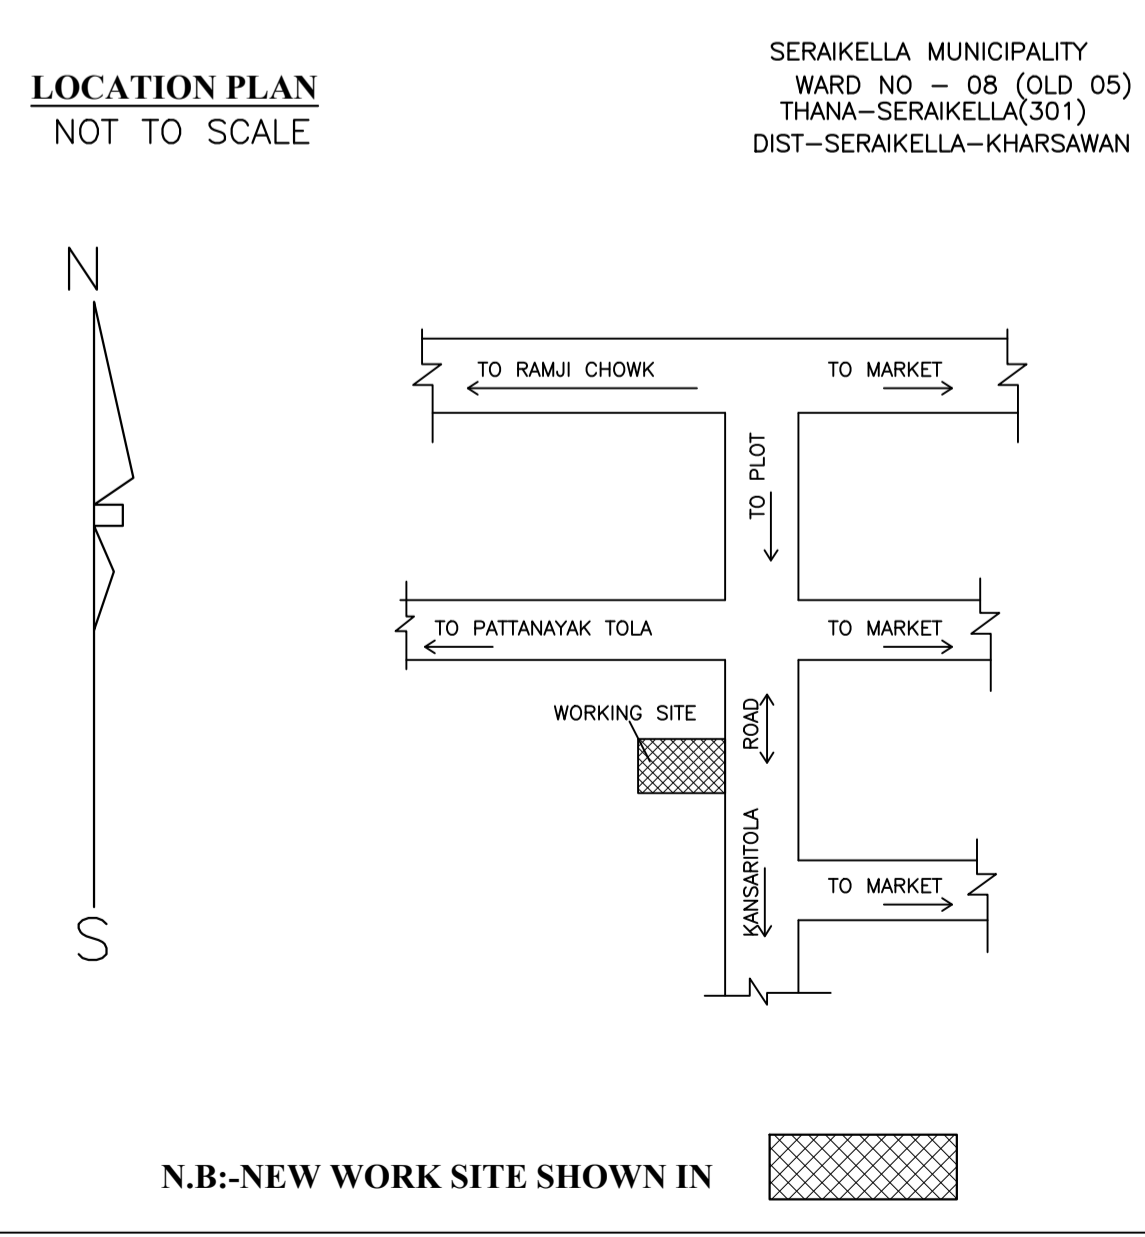 LOCATION PLAN
NOT TO SCALE
SERAIKELLA MUNICIPALITY
WARD NO - 08 (OLD 05)
THANA-SERAIKELLA(301)
DIST-SERAIKELLA-KHARSAWAN
N
TO RAMJI CHOWK
TO MARKET
TO PLOT
TO PATTANAYAK TOLA
TO MARKET
WORKING SITE
ROAD
KANSARITOLA
TO MARKET
S
N.B:-NEW WORK SITE SHOWN IN